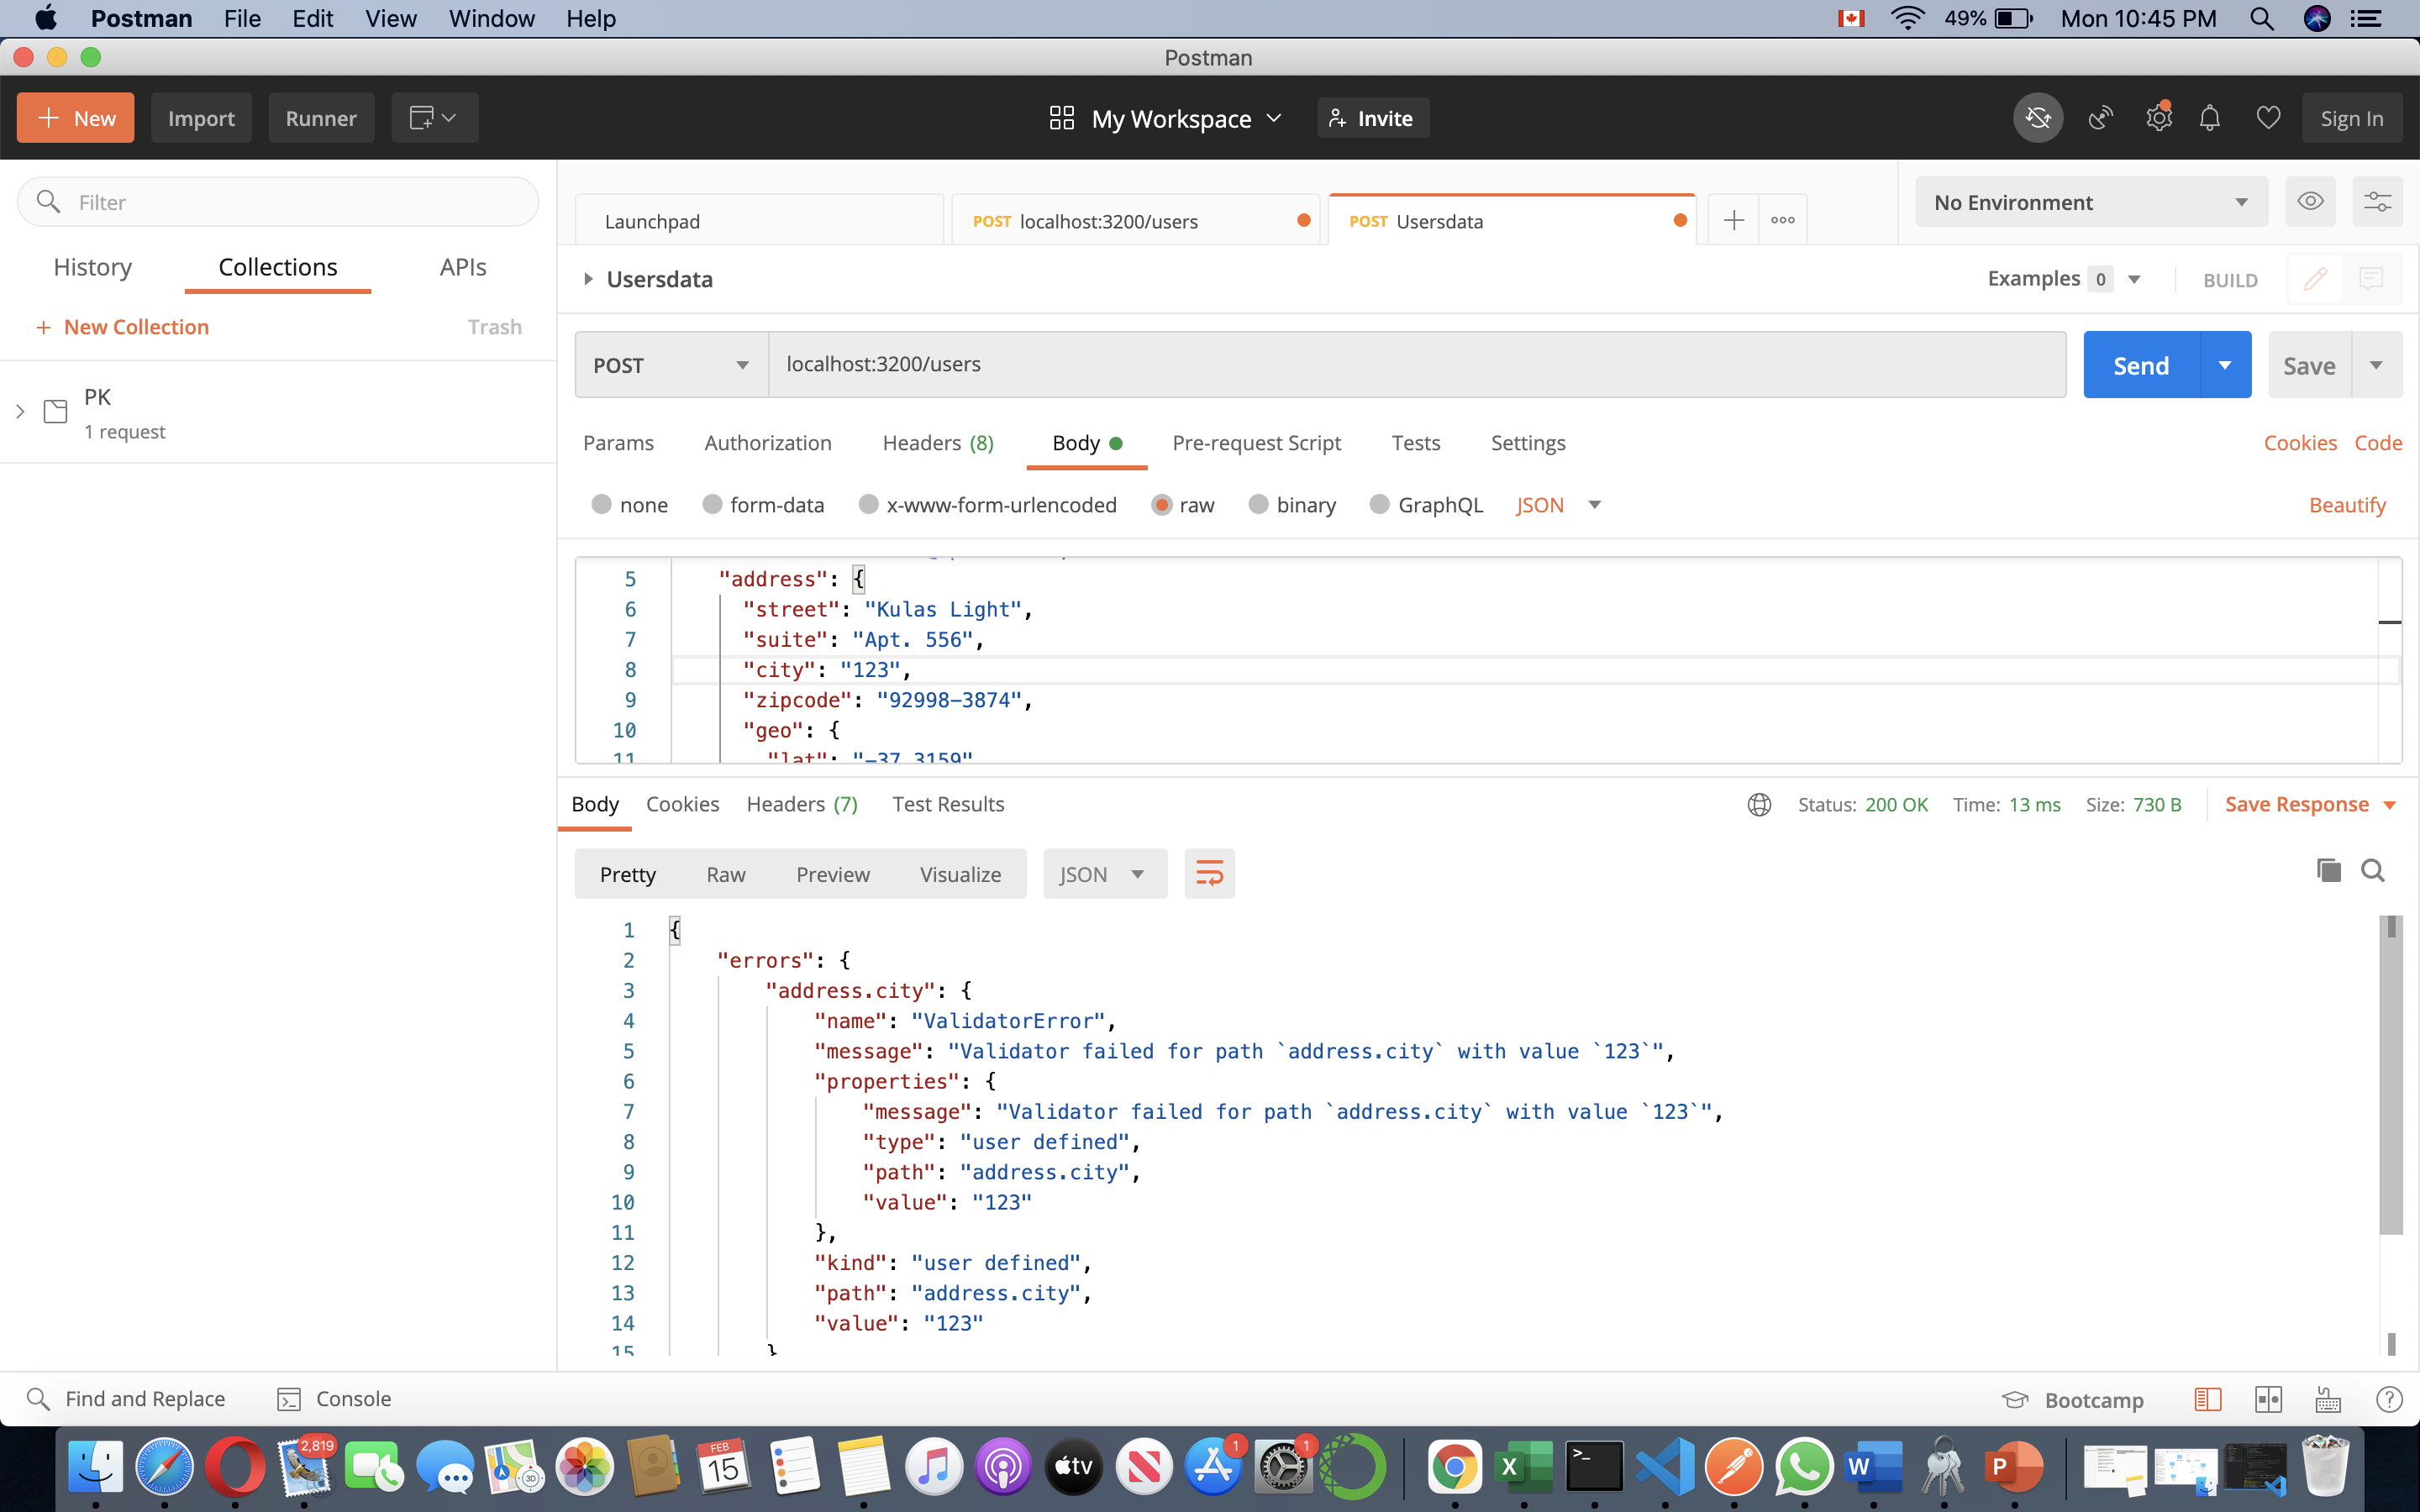 Postman File Edit View Window Help 49% Mon 10:45 PM
Postman
New Import Runner My Workspace Invite Sign In
Filter
Launchpad POST localhost:3200/users POST Usersdata No Environment
History Collections APIs
Usersdata Examples 0 BUILD
+ New Collection Trash
POST localhost:3200/users Send Save
PK
1 request
Params Authorization Headers (8) Body Pre-request Script Tests Settings Cookies Code
none form-data x-www-form-urlencoded raw binary GraphQL JSON Beautify
5 "address": {
6 "street": "Kulas Light",
7 "suite": "Apt. 556",
8 "city": "123",
9 "zipcode": "92998-3874",
10 "geo": {
11 "lat": "-37.3159"
Body Cookies Headers (7) Test Results Status: 200 OK Time: 13 ms Size: 730 B Save Response
Pretty Raw Preview Visualize JSON
1 {
2 "errors": {
3 "address.city": {
4 "name": "ValidatorError",
5 "message": "Validator failed for path `address.city` with value `123`",
6 "properties": {
7 "message": "Validator failed for path `address.city` with value `123`",
8 "type": "user defined",
9 "path": "address.city",
10 "value": "123"
11 },
12 "kind": "user defined",
13 "path": "address.city",
14 "value": "123"
15 }
Find and Replace Console Bootcamp
2,819 3D FEB 15 tv 1 1 X >_ W P